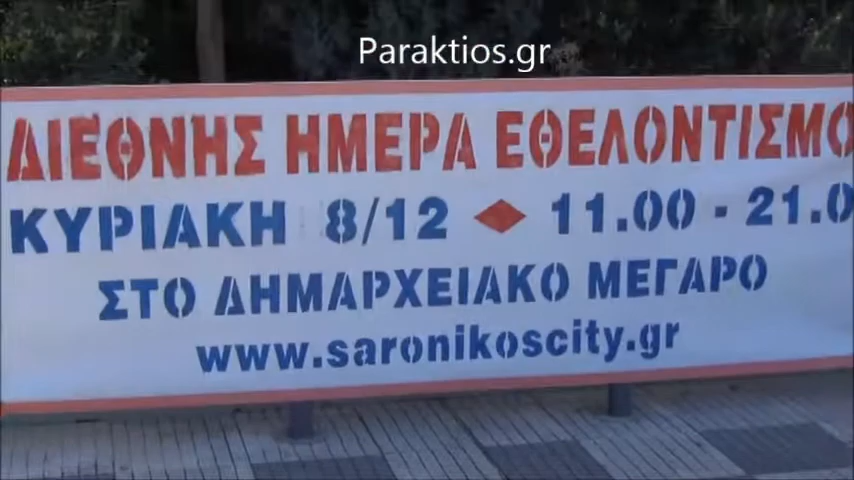 Paraktios.gr
ΔΙΕΘΝΗΣ ΗΜΕΡΑ ΕΘΕΛΟΝΤΙΣΜΟ
ΚΥΡΙΑΚΗ 8/12 11.00 - 21.0
ΣΤΟ ΔΗΜΑΡΧΕΙΑΚΟ ΜΕΓΑΡΟ
www.saronikoscity.gr